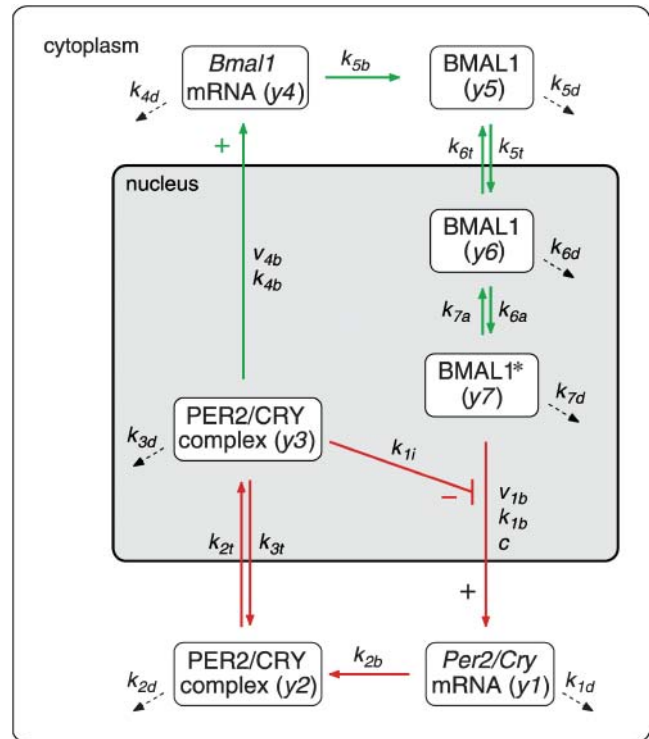 cytoplasm
Bmal1
mRNA (y4)
k5b
BMAL1
(y5)
k4d
k5d
+
k6t
k5t
nucleus
BMAL1
(y6)
k6d
v4b
k4b
k7a
k6a
BMAL1*
(y7)
k7d
PER2/CRY
complex (y3)
k3d
k1i
−
v1b
k1b
c
k2t
k3t
+
PER2/CRY
complex (y2)
k2b
Per2/Cry
mRNA (y1)
k2d
k1d